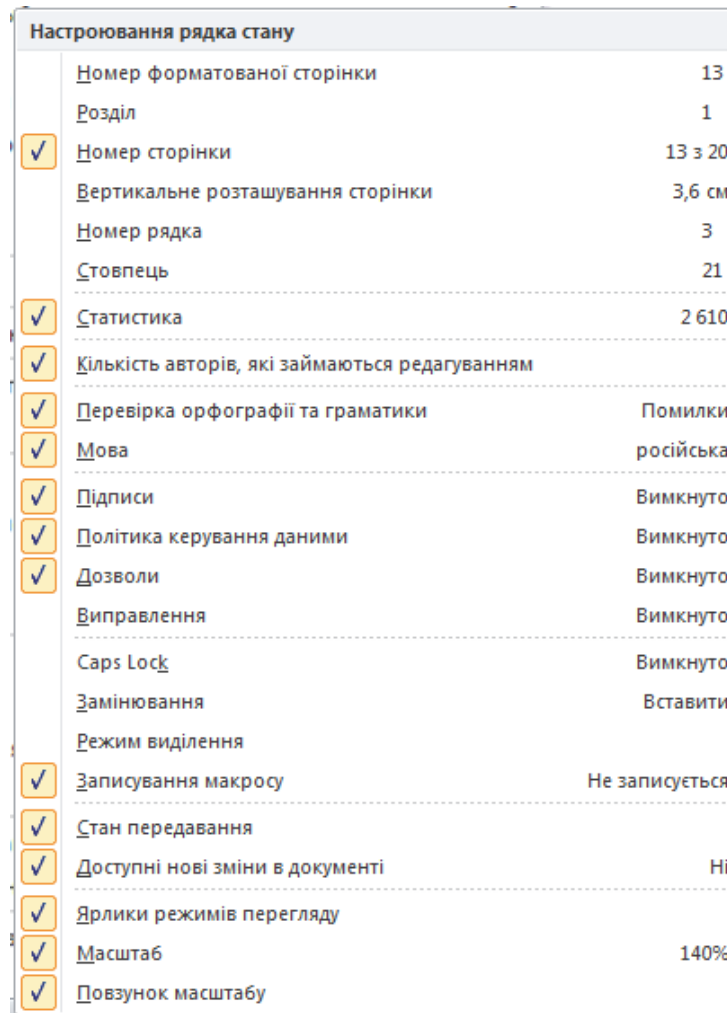 Настроювання рядка стану
Номер форматованої сторінки 13
Розділ 1
Номер сторінки 13 з 20
Вертикальне розташування сторінки 3,6 см
Номер рядка 3
Стовпець 21
Статистика 2 610
Кількість авторів, які займаються редагуванням
Перевірка орфографії та граматики Помилки
Мова російська
Підписи Вимкнуто
Політика керування даними Вимкнуто
Дозволи Вимкнуто
Виправлення Вимкнуто
Caps Lock Вимкнуто
Замінювання Вставити
Режим виділення
Записування макросу Не записується
Стан передавання
Доступні нові зміни в документі Ні
Ярлики режимів перегляду
Масштаб 140%
Повзунок масштабу